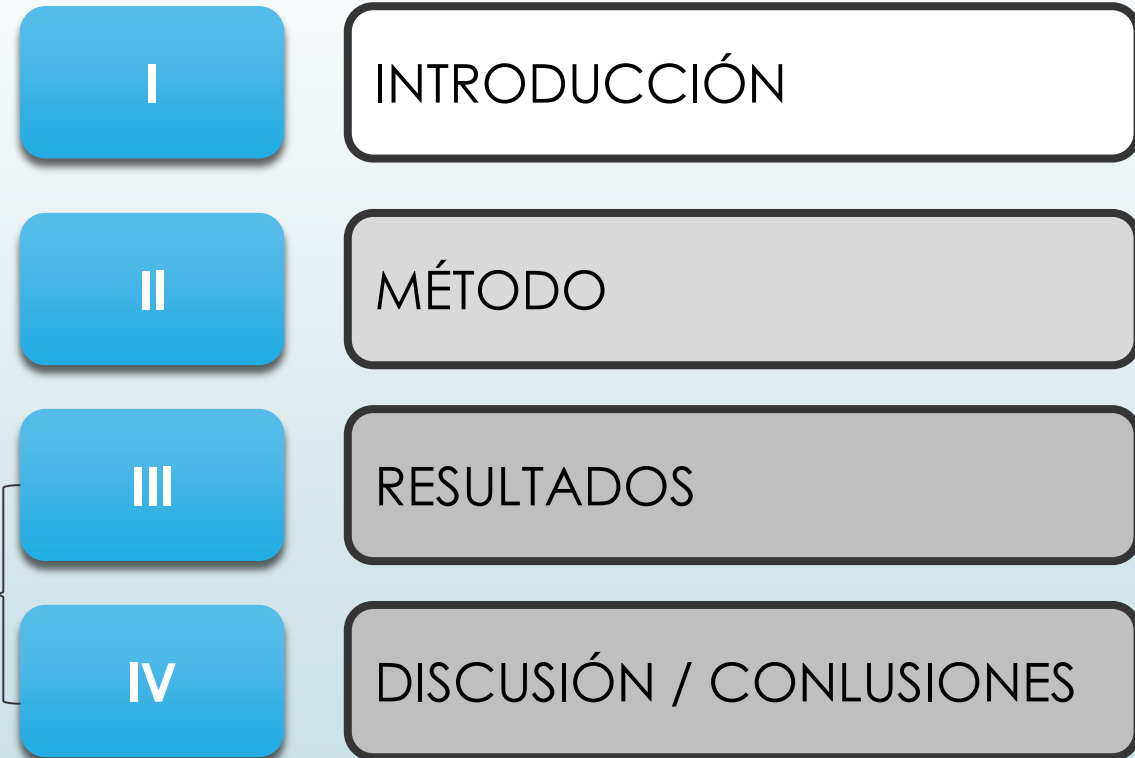 I
INTRODUCCIÓN
II
MÉTODO
III
RESULTADOS
IV
DISCUSIÓN / CONLUSIONES